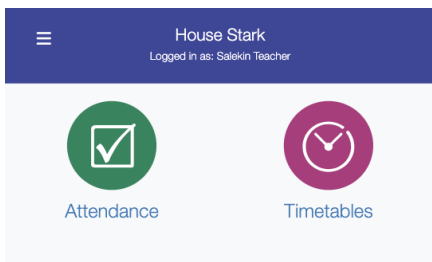 House Stark
Logged in as: Salekin Teacher
Attendance
Timetables